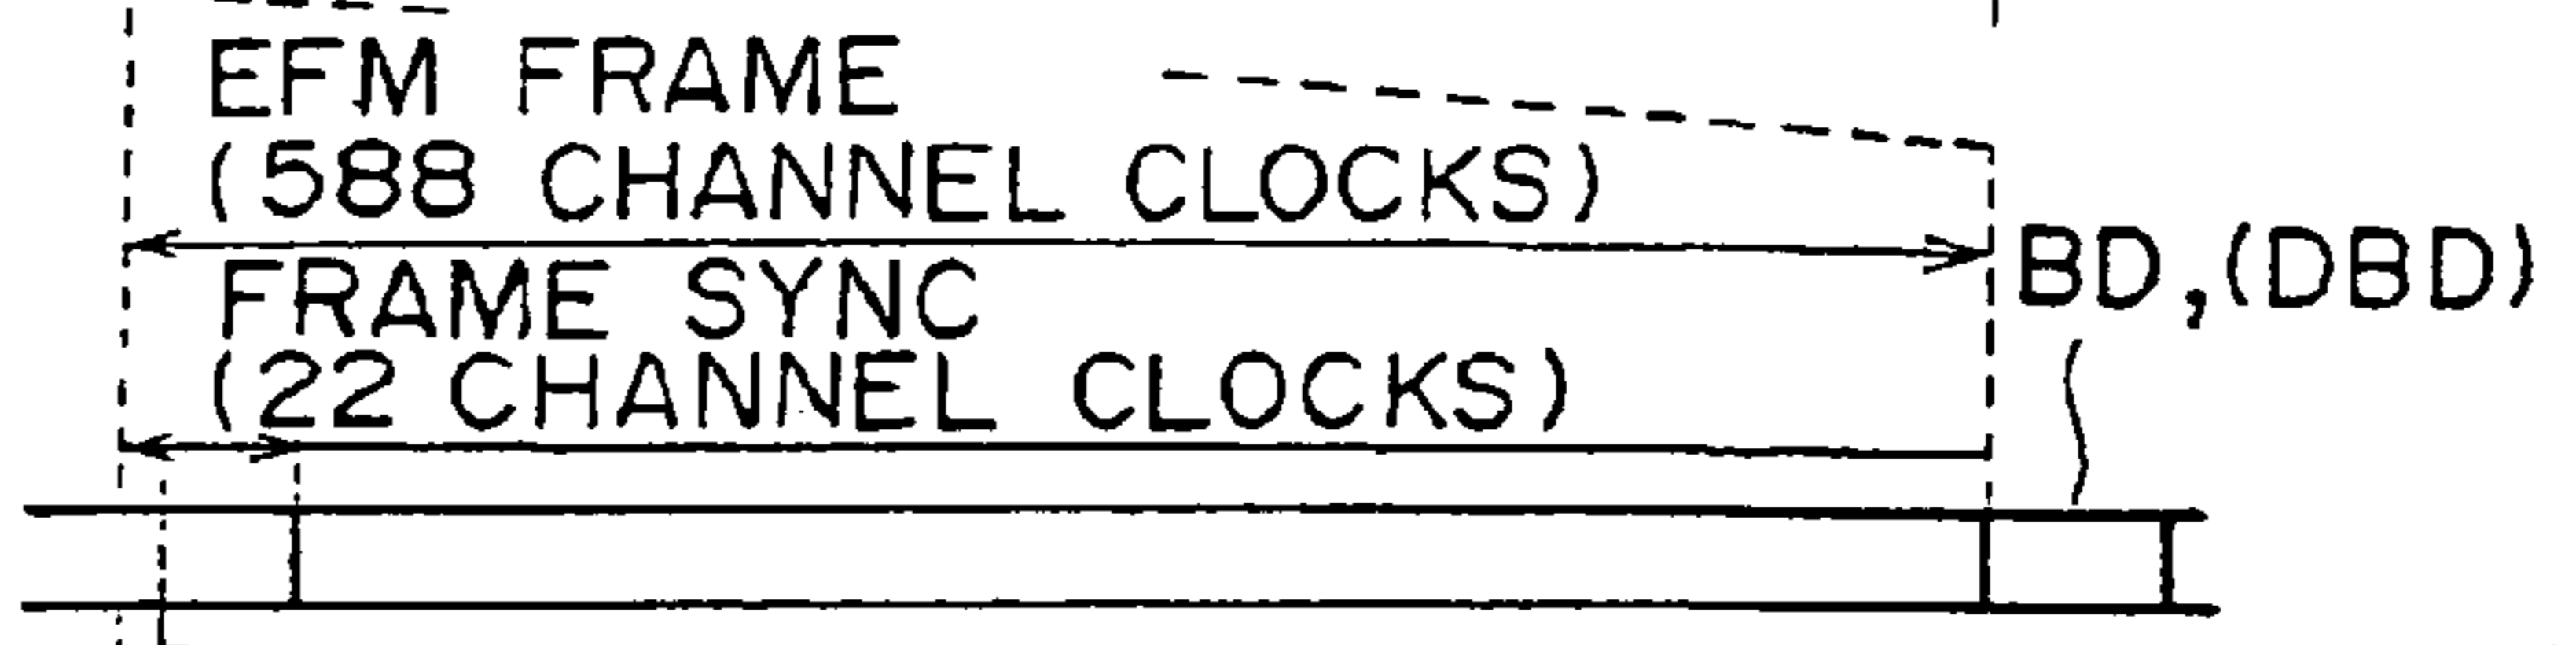 EFM FRAME
(588 CHANNEL CLOCKS)
FRAME SYNC
(22 CHANNEL CLOCKS)
BD,(DBD)